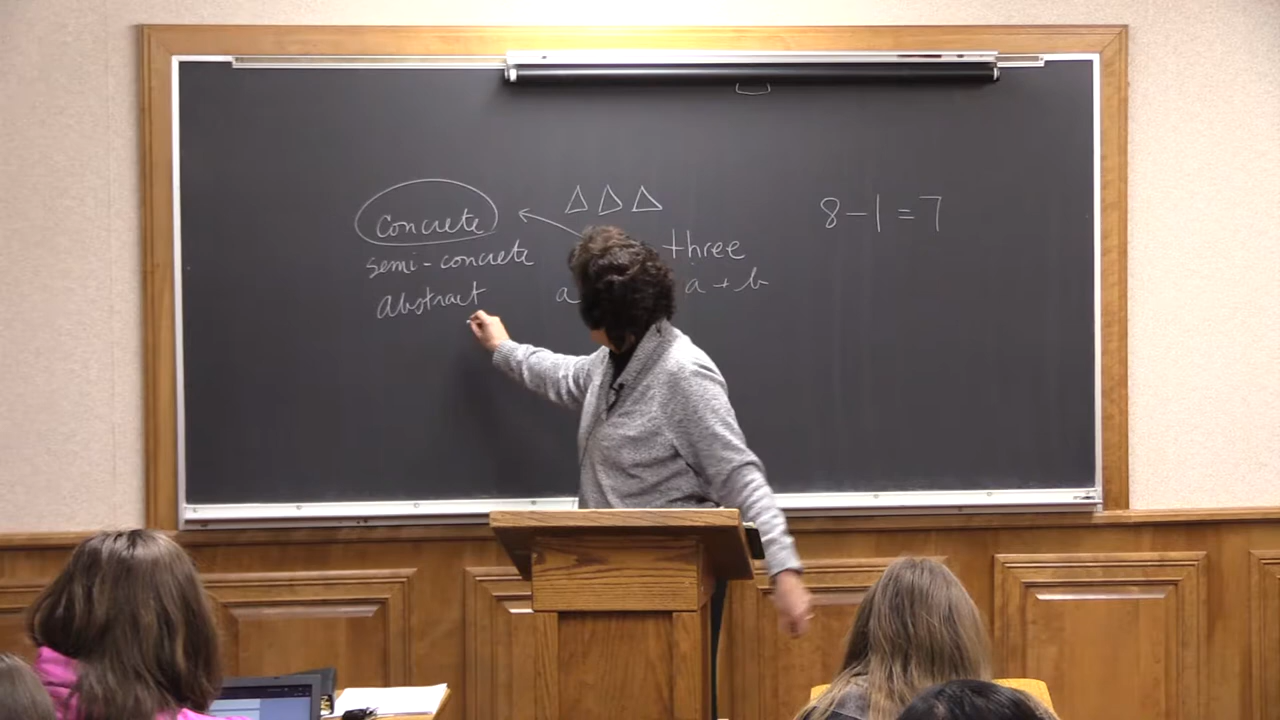 concrete
semi-concrete
abstract
three
a
a + b
8 - 1 = 7